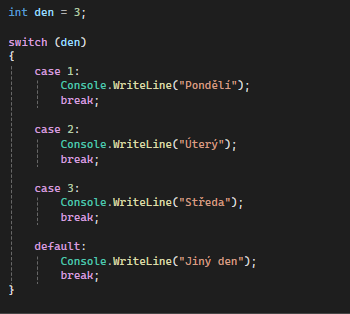 int den = 3;
switch (den)
{
case 1:
Console.WriteLine("Pondělí");
break;
case 2:
Console.WriteLine("Úterý");
break;
case 3:
Console.WriteLine("Středa");
break;
default:
Console.WriteLine("Jiný den");
break;
}